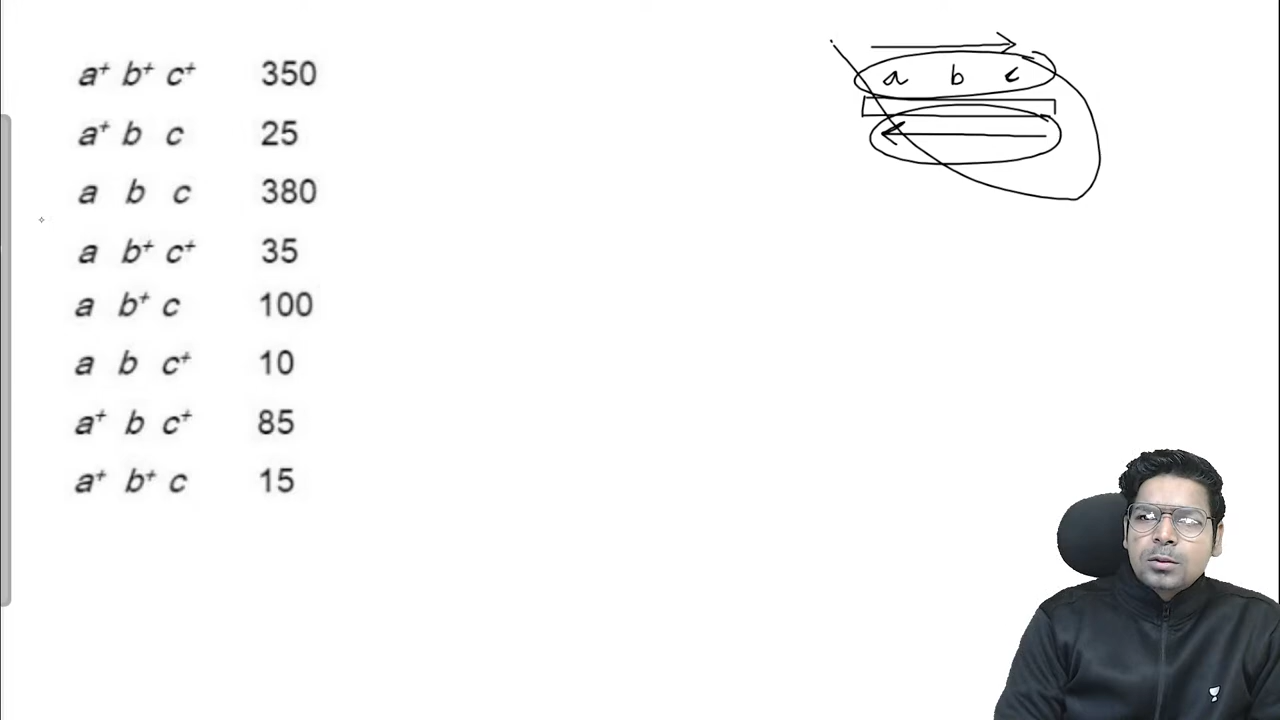 a⁺ b⁺ c⁺ 350
a⁺ b c 25
a b c 380
a b⁺ c⁺ 35
a b⁺ c 100
a b c⁺ 10
a⁺ b c⁺ 85
a⁺ b⁺ c 15
a b c